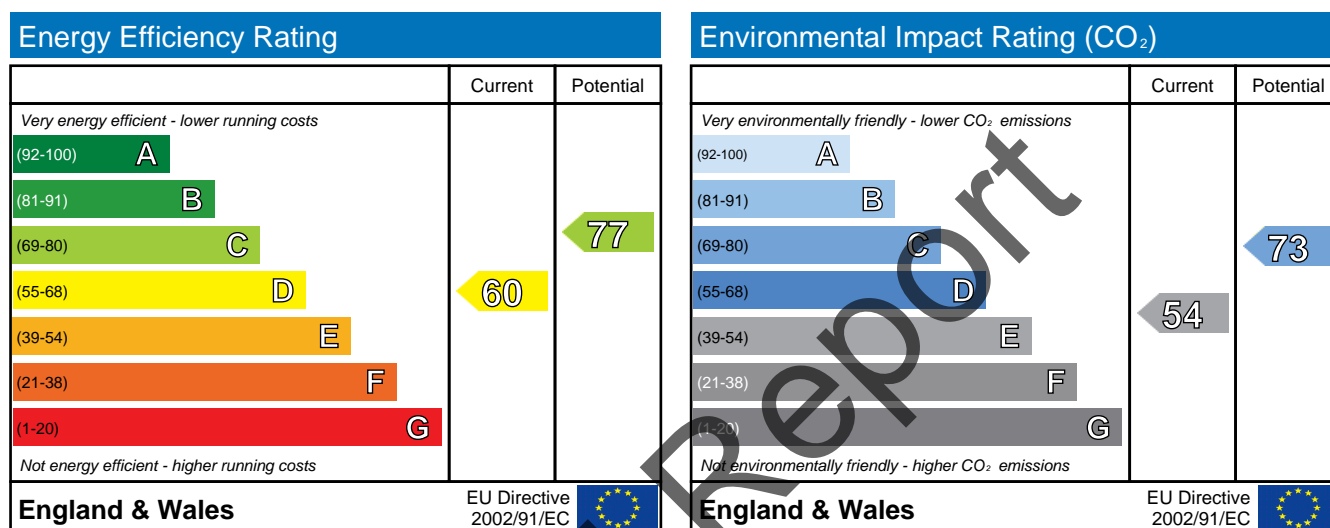 Energy Efficiency Rating
Current Potential
Very energy efficient - lower running costs
(92-100) A
(81-91) B
(69-80) C
77
(55-68) D
60
(39-54) E
(21-38) F
(1-20) G
Not energy efficient - higher running costs
England & Wales
EU Directive
2002/91/EC
Environmental Impact Rating (CO₂)
Current Potential
Very environmentally friendly - lower CO₂ emissions
(92-100) A
(81-91) B
(69-80) C
73
(55-68) D
54
(39-54) E
(21-38) F
(1-20) G
Not environmentally friendly - higher CO₂ emissions
England & Wales
EU Directive
2002/91/EC
Report